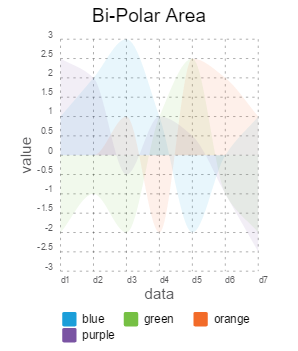 Bi-Polar Area
3
2.5
2
1.5
1
0.5
0
-0.5
-1
-1.5
-2
-2.5
-3
value
d1 d2 d3 d4 d5 d6 d7
data
blue green orange
purple